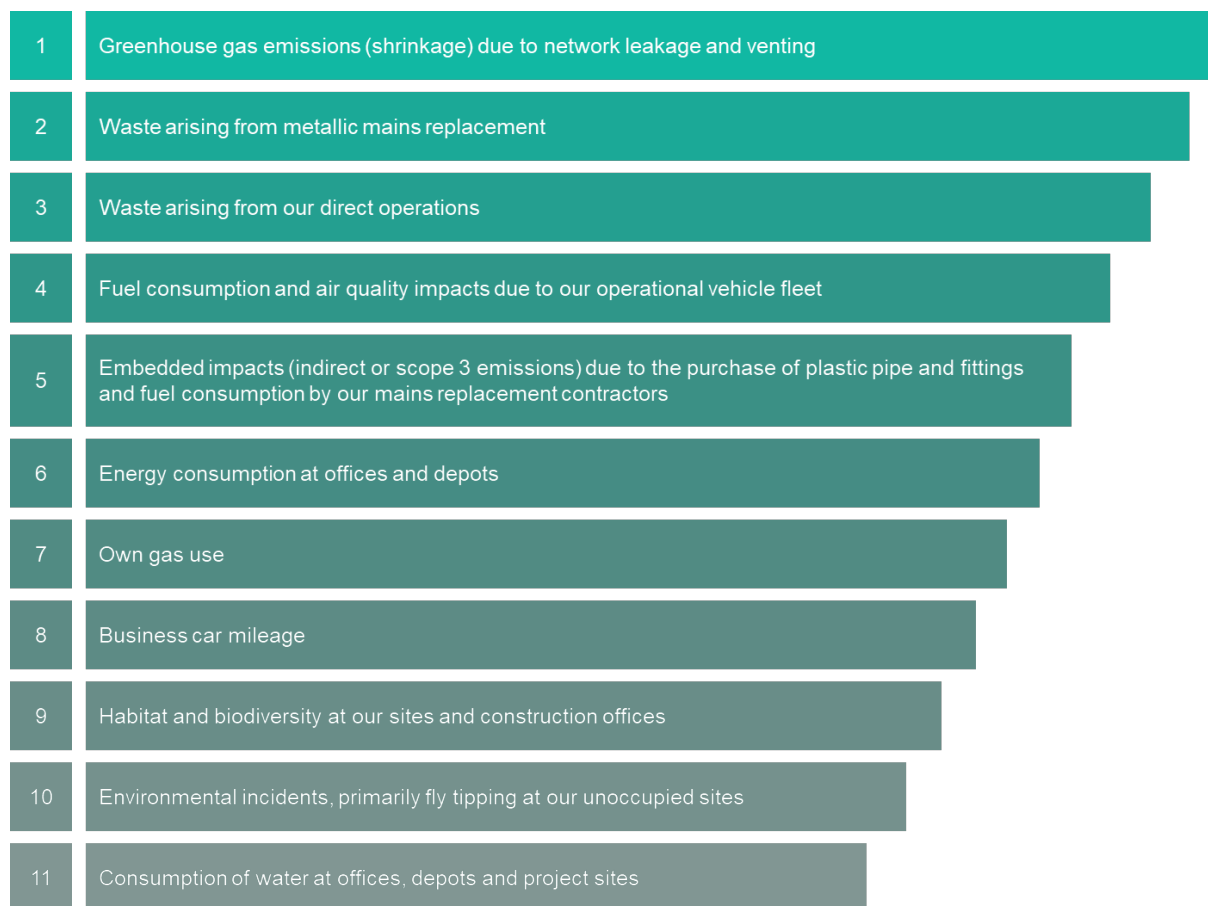 1
Greenhouse gas emissions (shrinkage) due to network leakage and venting
2
Waste arising from metallic mains replacement
3
Waste arising from our direct operations
4
Fuel consumption and air quality impacts due to our operational vehicle fleet
5
Embedded impacts (indirect or scope 3 emissions) due to the purchase of plastic pipe and fittings
and fuel consumption by our mains replacement contractors
6
Energy consumption at offices and depots
7
Own gas use
8
Business car mileage
9
Habitat and biodiversity at our sites and construction offices
10
Environmental incidents, primarily fly tipping at our unoccupied sites
11
Consumption of water at offices, depots and project sites